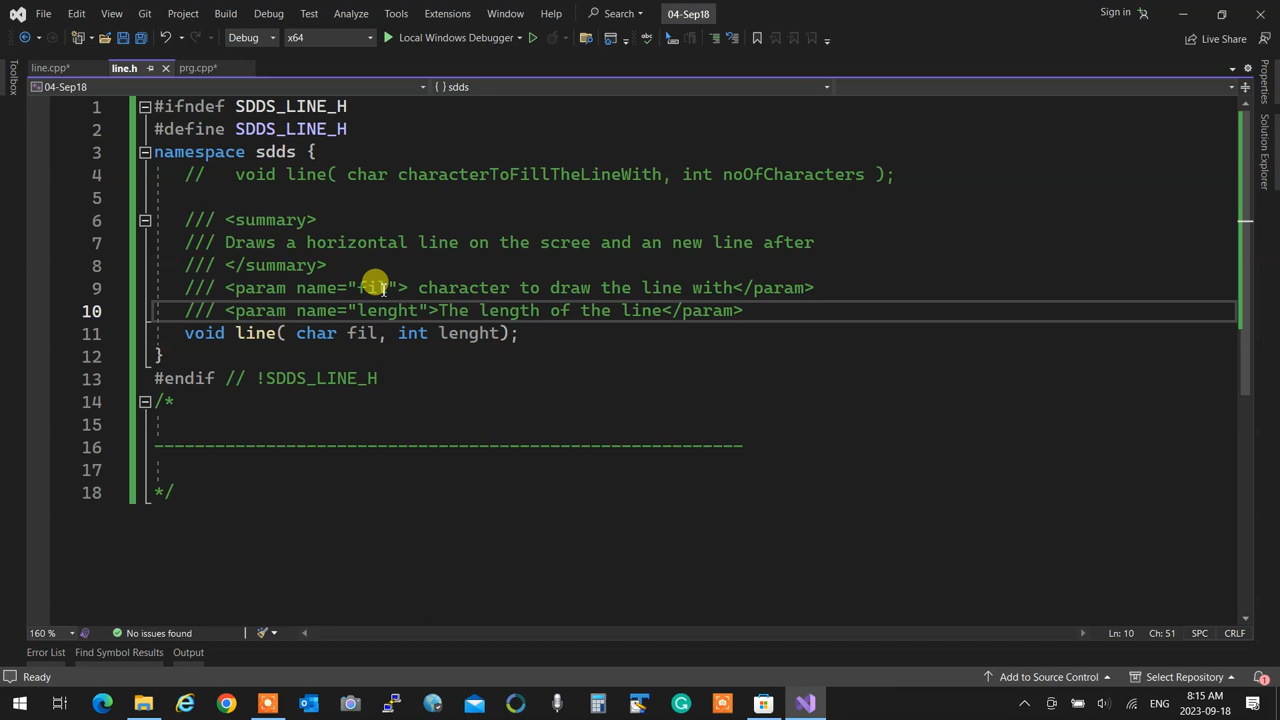 File Edit View Git Project Build Debug Test Analyze Tools Extensions Window Help Search 04-Sep18 Sign in
Debug x64 Local Windows Debugger Live Share
line.cpp* line.h prg.cpp*
04-Sep18 {} sdds
Toolbox
Properties
Solution Explorer
1 #ifndef SDDS_LINE_H
2 #define SDDS_LINE_H
3 namespace sdds {
4 // void line( char characterToFillTheLineWith, int noOfCharacters );
5
6 /// <summary>
7 /// Draws a horizontal line on the scree and an new line after
8 /// </summary>
9 /// <param name="fil"> character to draw the line with</param>
10 /// <param name="lenght">The length of the line</param>
11 void line( char fil, int lenght);
12 }
13 #endif // !SDDS_LINE_H
14 /*
15
16 ----------------------------------------------------------
17
18 */
160 % No issues found Ln: 10 Ch: 51 SPC CRLF
Error List Find Symbol Results Output
Ready Add to Source Control Select Repository 1
ENG 8:15 AM 2023-09-18 3